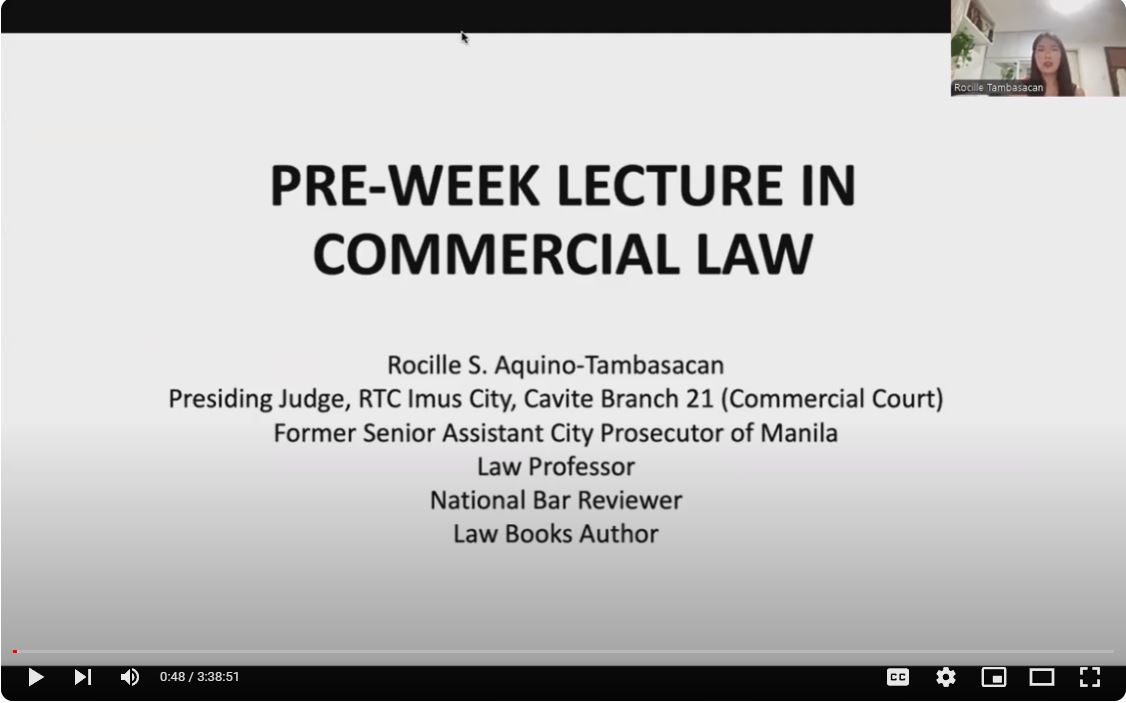 Rocille Tambasacan
PRE-WEEK LECTURE IN
COMMERCIAL LAW
Rocille S. Aquino-Tambasacan
Presiding Judge, RTC Imus City, Cavite Branch 21 (Commercial Court)
Former Senior Assistant City Prosecutor of Manila
Law Professor
National Bar Reviewer
Law Books Author
0:48 / 3:38:51
CC